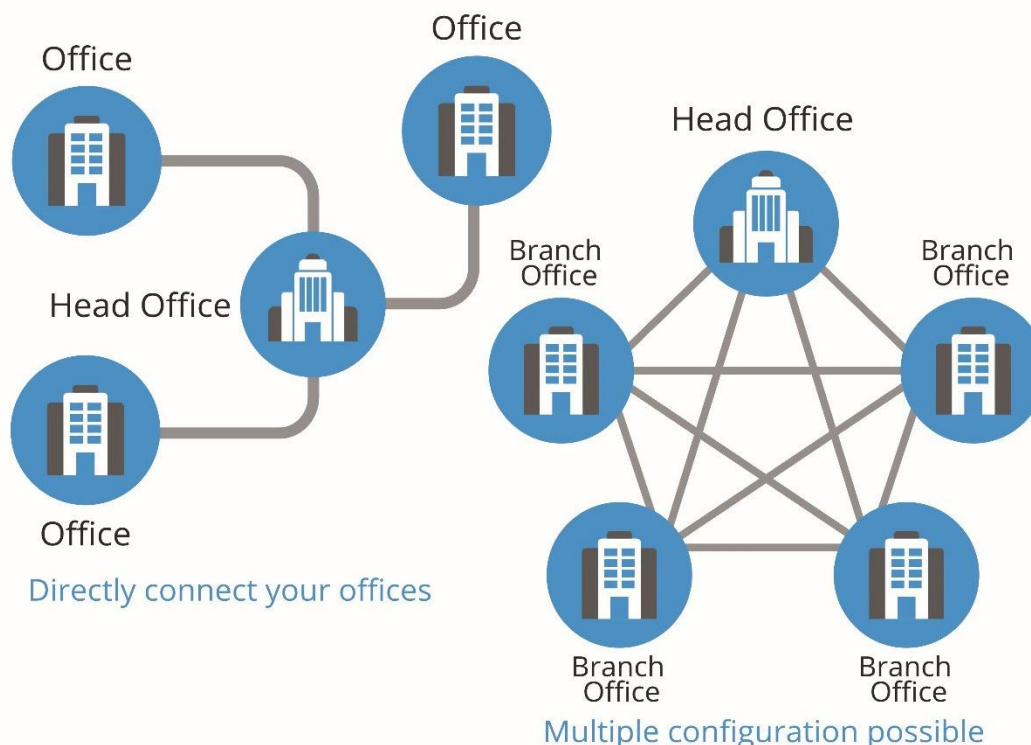 Office
Office
Head Office
Office
Directly connect your offices
Head Office
Branch
Office
Branch
Office
Branch
Office
Branch
Office
Multiple configuration possible